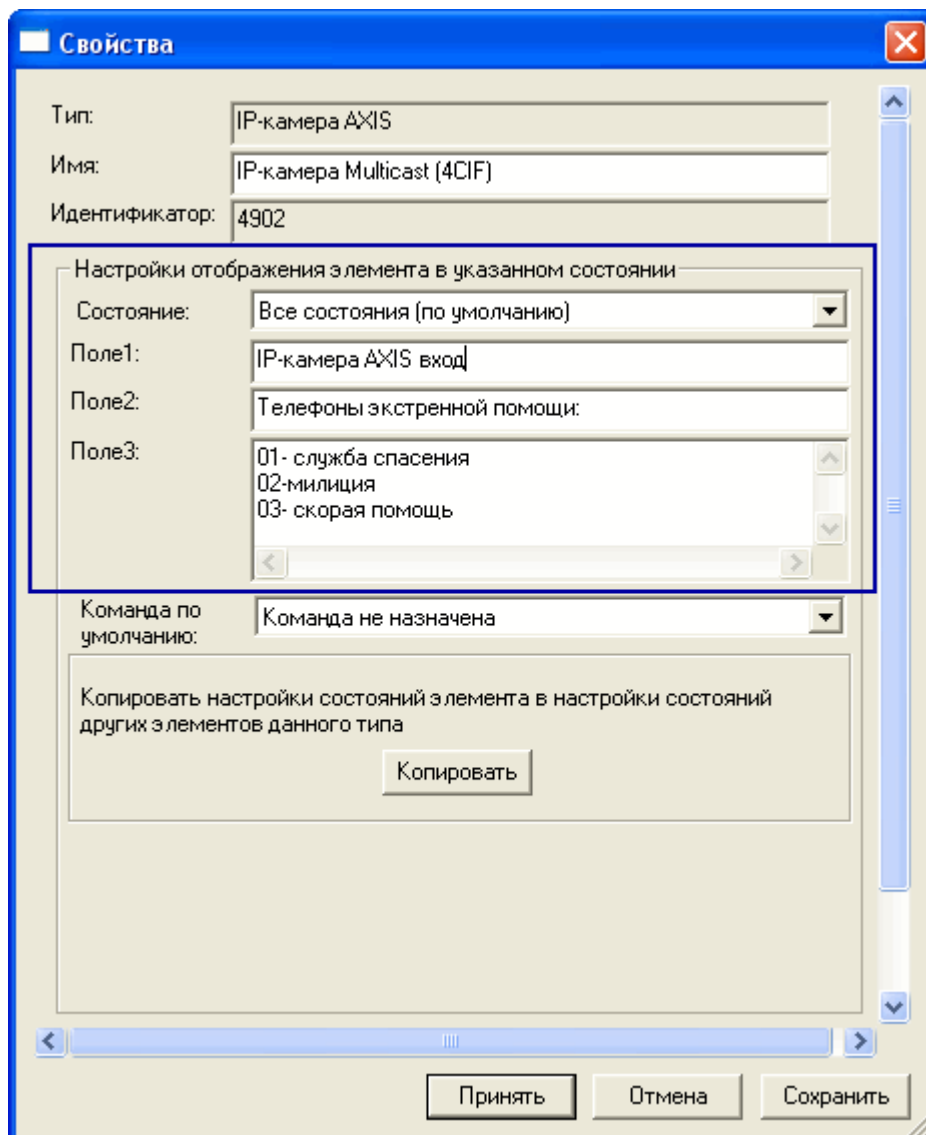 Свойства
Тип:
IP-камера AXIS
Имя:
IP-камера Multicast (4CIF)
Идентификатор:
4902
Настройки отображения элемента в указанном состоянии
Состояние:
Все состояния (по умолчанию)
Поле1:
IP-камера AXIS вход
Поле2:
Телефоны экстренной помощи:
Поле3:
01- служба спасения
02-милиция
03- скорая помощь
Команда по
умолчанию:
Команда не назначена
Копировать настройки состояний элемента в настройки состояний
других элементов данного типа
Копировать
Принять
Отмена
Сохранить